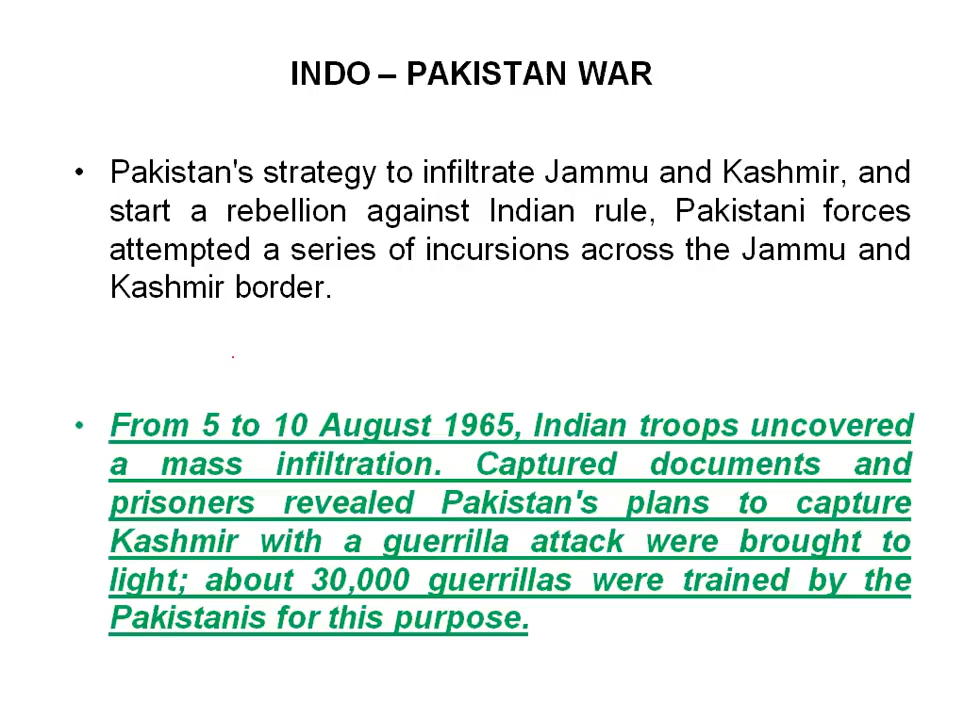 INDO – PAKISTAN WAR
• Pakistan's strategy to infiltrate Jammu and Kashmir, and
start a rebellion against Indian rule, Pakistani forces
attempted a series of incursions across the Jammu and
Kashmir border.
• From 5 to 10 August 1965, Indian troops uncovered
a mass infiltration. Captured documents and
prisoners revealed Pakistan's plans to capture
Kashmir with a guerrilla attack were brought to
light; about 30,000 guerrillas were trained by the
Pakistanis for this purpose.